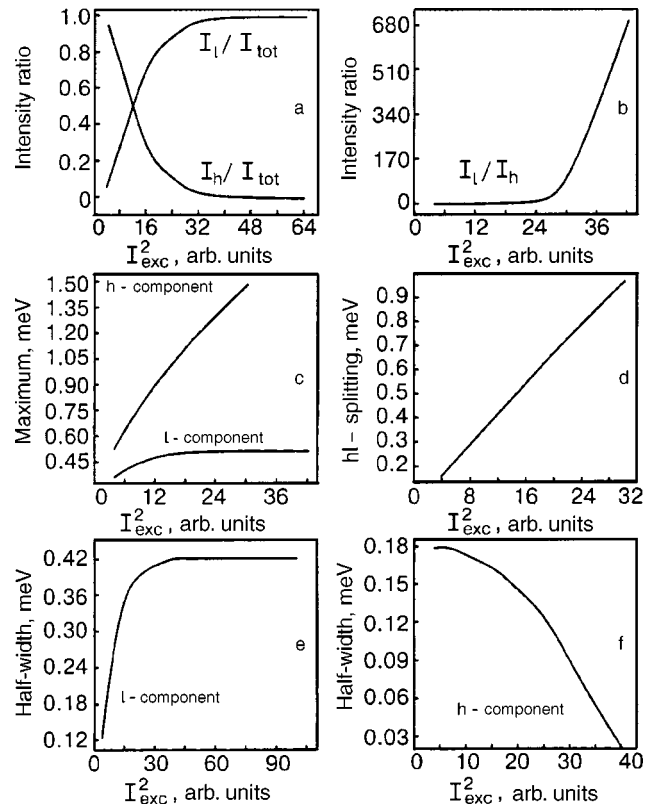 Intensity ratio
1.0
0.8
0.6
0.4
0.2
0
I_l / I_tot
a
I_h / I_tot
0 16 32 48 64
I²_exc, arb. units
Intensity ratio
680
510
340
170
0
b
I_l / I_h
0 12 24 36
I²_exc, arb. units
Maximum, meV
1.50
1.35
1.20
1.05
0.90
0.75
0.60
0.45
h - component
c
l - component
0 12 24 36
I²_exc, arb. units
hl - splitting, meV
0.9
0.8
0.7
0.6
0.5
0.4
0.3
0.2
d
0 8 16 24 32
I²_exc, arb. units
Half-width, meV
0.42
0.36
0.30
0.24
0.18
0.12
e
l - component
0 30 60 90
I²_exc, arb. units
Half-width, meV
0.18
0.15
0.12
0.09
0.06
0.03
f
h - component
0 10 20 30 40
I²_exc, arb. units